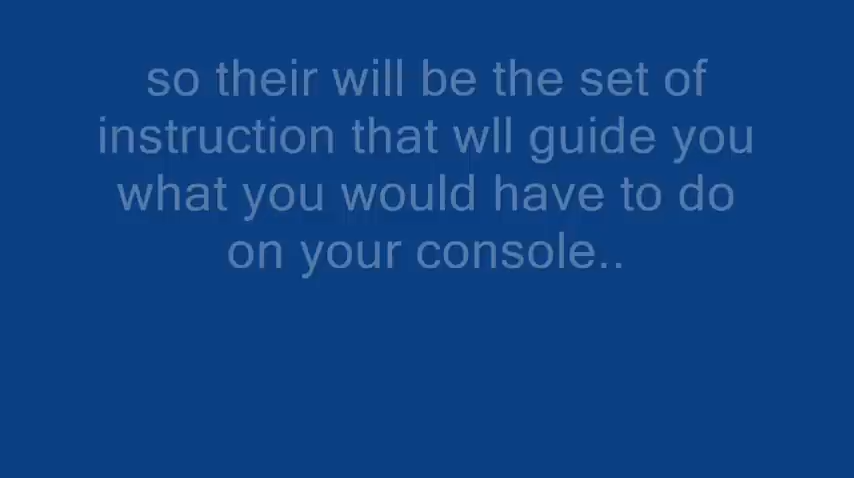 so their will be the set of
instruction that wll guide you
what you would have to do
on your console..